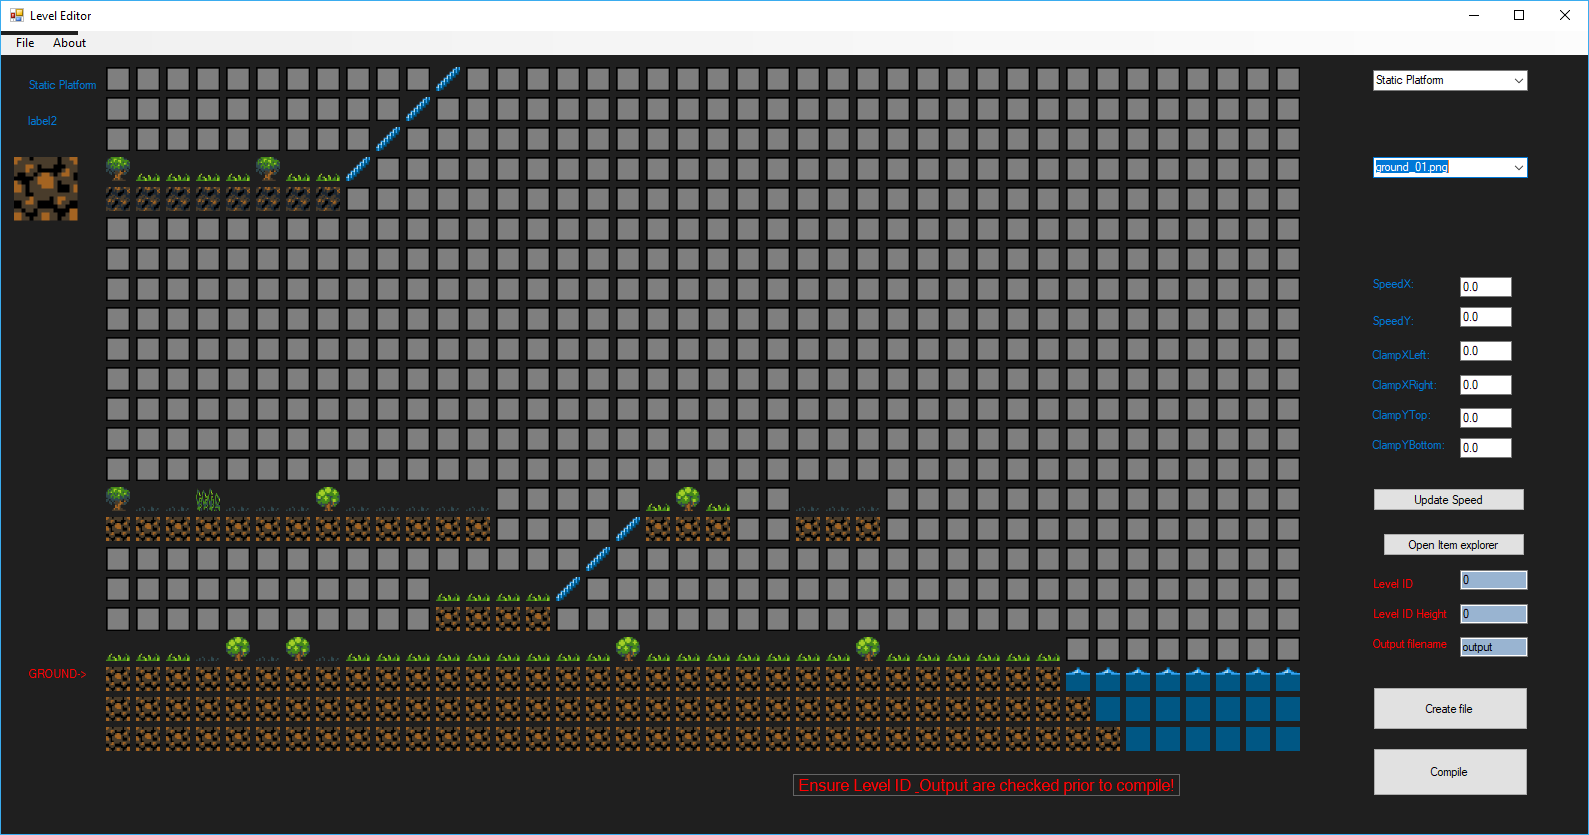 Level Editor
File About
Static Platform
label2
GROUND->
Static Platform
ground_01.png
SpeedX: 0.0
SpeedY: 0.0
ClampXLeft: 0.0
ClampXRight: 0.0
ClampYTop: 0.0
ClampYBottom: 0.0
Update Speed
Open Item explorer
Level ID 0
Level ID Height 0
Output filename output
Create file
Compile
Ensure Level ID_Output are checked prior to compile!